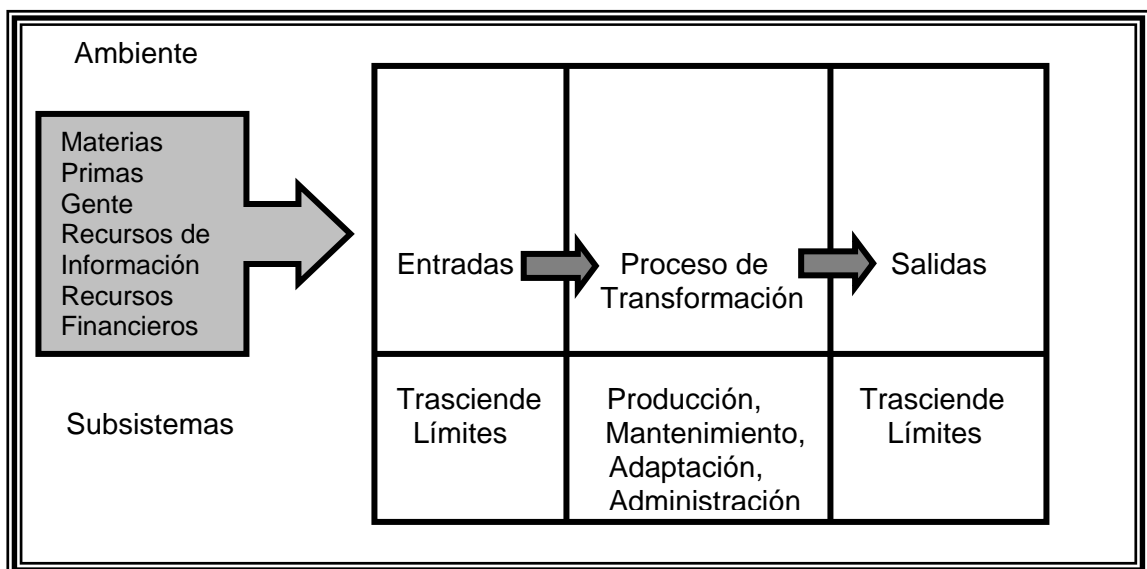 Ambiente
Materias
Primas
Gente
Recursos de
Información
Recursos
Financieros
Entradas
Proceso de
Transformación
Salidas
Subsistemas
Trasciende
Límites
Producción,
Mantenimiento,
Adaptación,
Administración
Trasciende
Límites